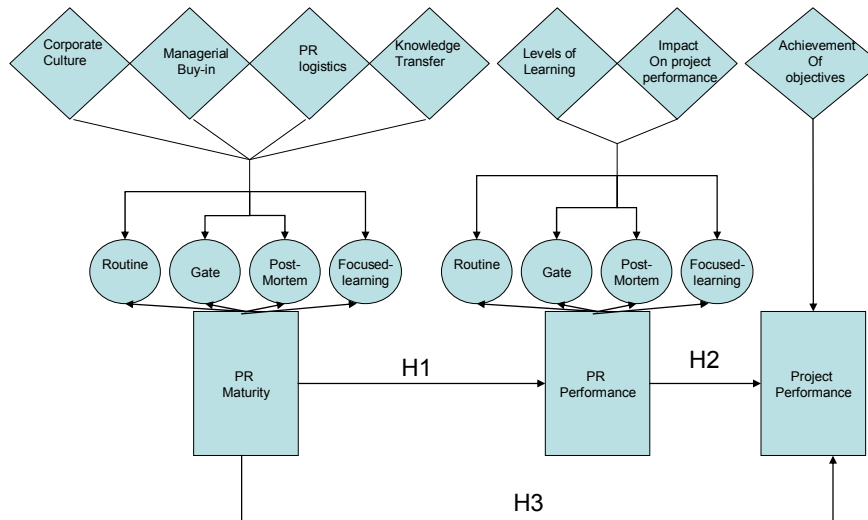 Corporate
Culture
Managerial
Buy-in
PR
logistics
Knowledge
Transfer
Levels of
Learning
Impact
On project
performance
Achievement
Of
objectives
Routine
Gate
Post-
Mortem
Focused-
learning
Routine
Gate
Post-
Mortem
Focused-
learning
PR
Maturity
H1
PR
Performance
H2
Project
Performance
H3